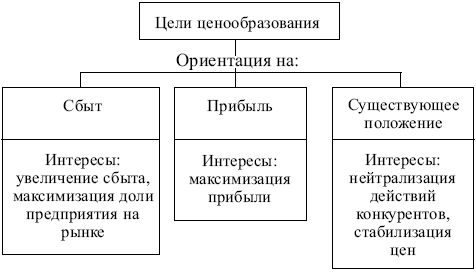 Цели ценообразования
Ориентация на:
Сбыт
Интересы:
увеличение сбыта,
максимизация доли
предприятия на
рынке
Прибыль
Интересы:
максимизация
прибыли
Существующее
положение
Интересы:
нейтрализация
действий
конкурентов,
стабилизация
цен